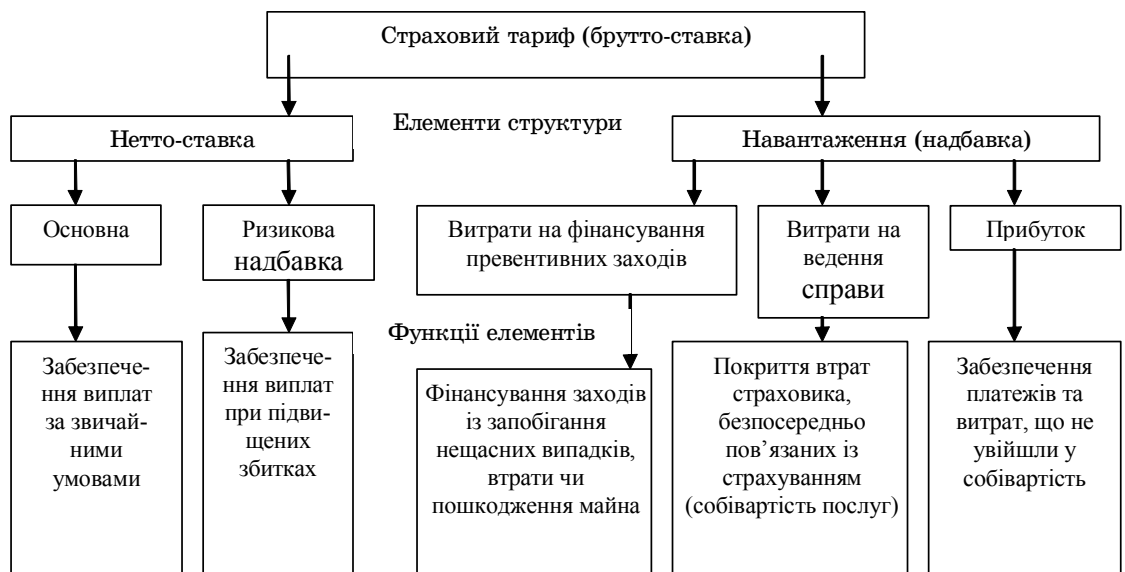 Страховий тариф (брутто-ставка)
Елементи структури
Нетто-ставка
Навантаження (надбавка)
Основна
Ризикова
надбавка
Витрати на фінансування
превентивних заходів
Витрати на
ведення
справи
Прибуток
Функції елементів
Забезпече-
ння виплат
за звичай-
ними
умовами
Забезпече-
ння виплат
при підви-
щених
збитках
Фінансування заходів
із запобігання
нещасних випадків,
втрати чи
пошкодження майна
Покриття втрат
страховика,
безпосередньо
пов’язаних із
страхуванням
(собівартість послуг)
Забезпечення
платежів та
витрат, що не
увійшли у
собівартість